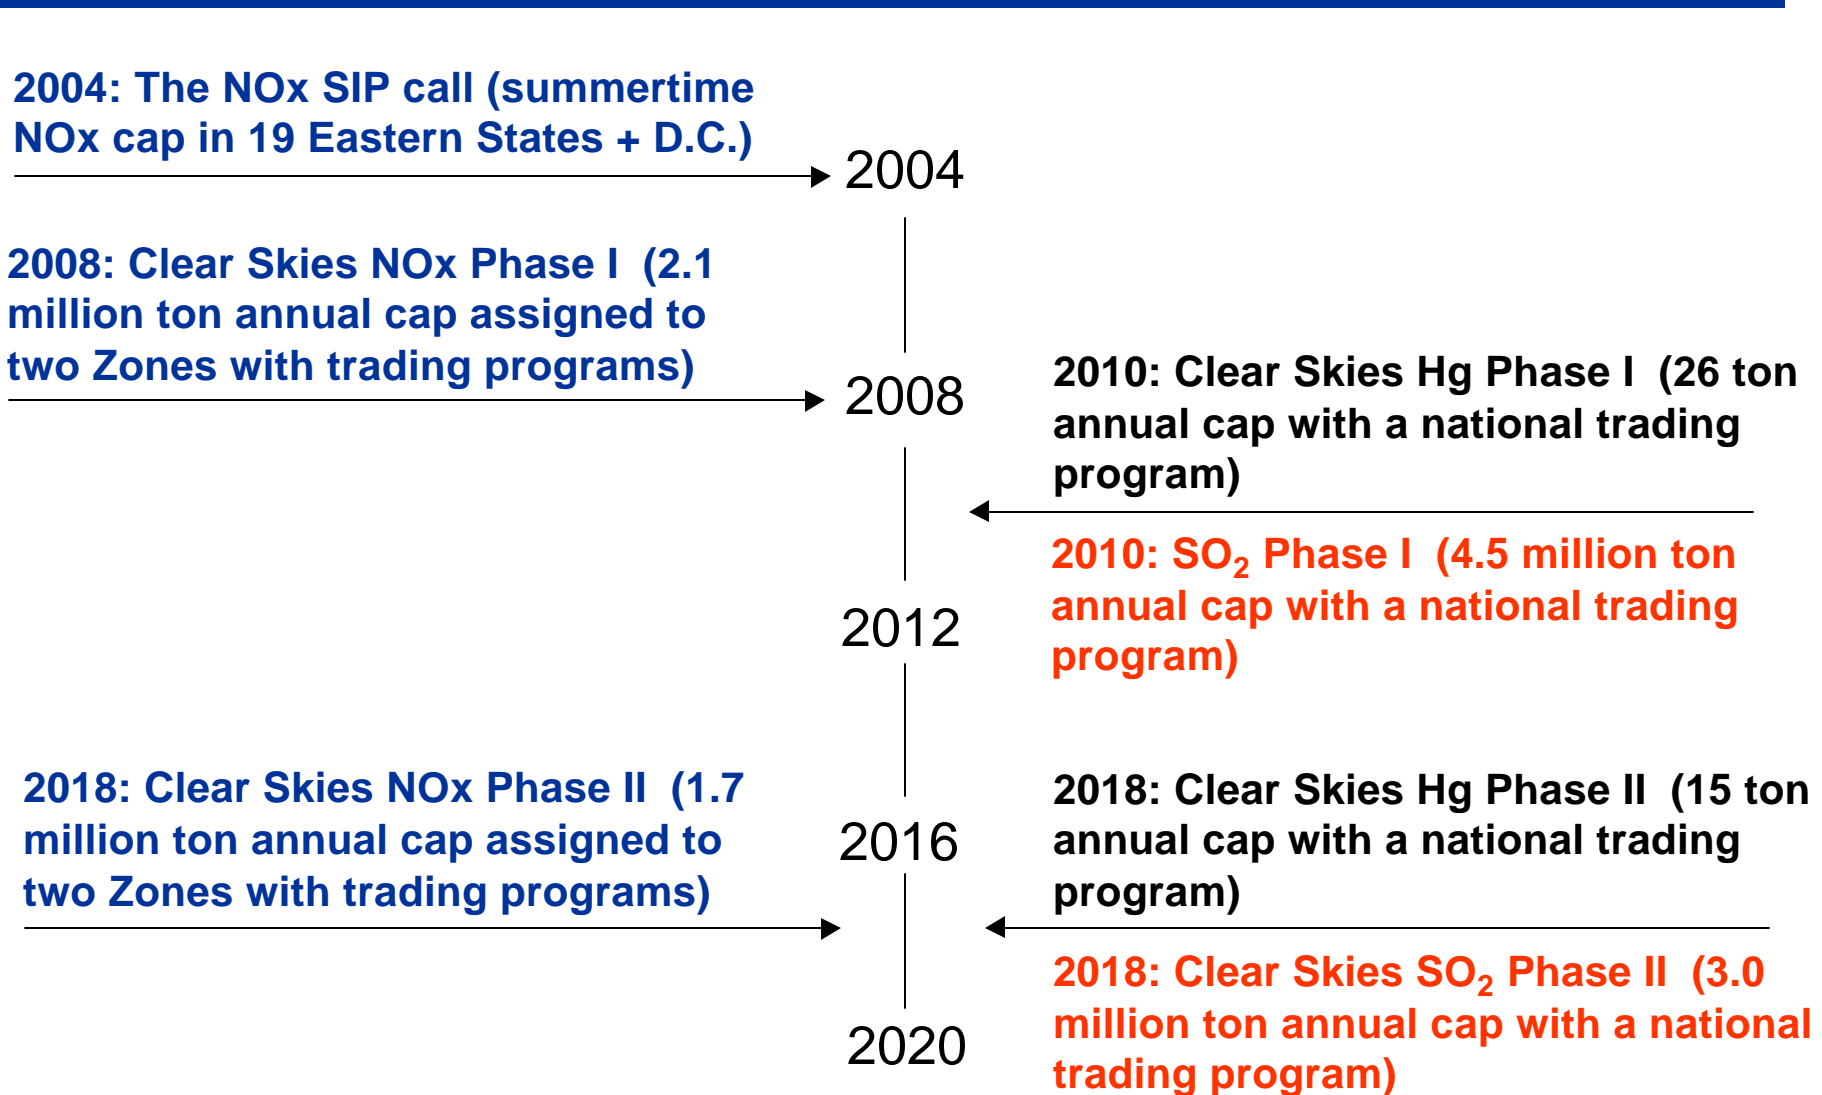 2004: The NOx SIP call (summertime
NOx cap in 19 Eastern States + D.C.)
2004
2008: Clear Skies NOx Phase I (2.1
million ton annual cap assigned to
two Zones with trading programs)
2008
2010: Clear Skies Hg Phase I (26 ton
annual cap with a national trading
program)
2010: SO₂ Phase I (4.5 million ton
annual cap with a national trading
program)
2012
2018: Clear Skies NOx Phase II (1.7
million ton annual cap assigned to
two Zones with trading programs)
2016
2018: Clear Skies Hg Phase II (15 ton
annual cap with a national trading
program)
2018: Clear Skies SO₂ Phase II (3.0
million ton annual cap with a national
trading program)
2020